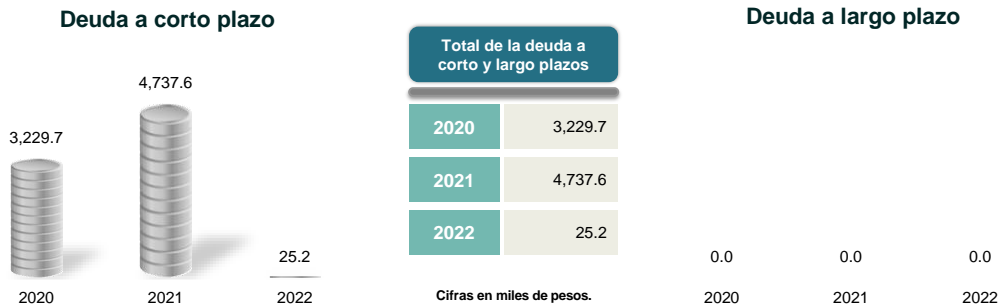 Deuda a corto plazo
4,737.6
3,229.7
25.2
2020 2021 2022
Total de la deuda a
corto y largo plazos
2020 3,229.7
2021 4,737.6
2022 25.2
Cifras en miles de pesos.
Deuda a largo plazo
0.0 0.0 0.0
2020 2021 2022